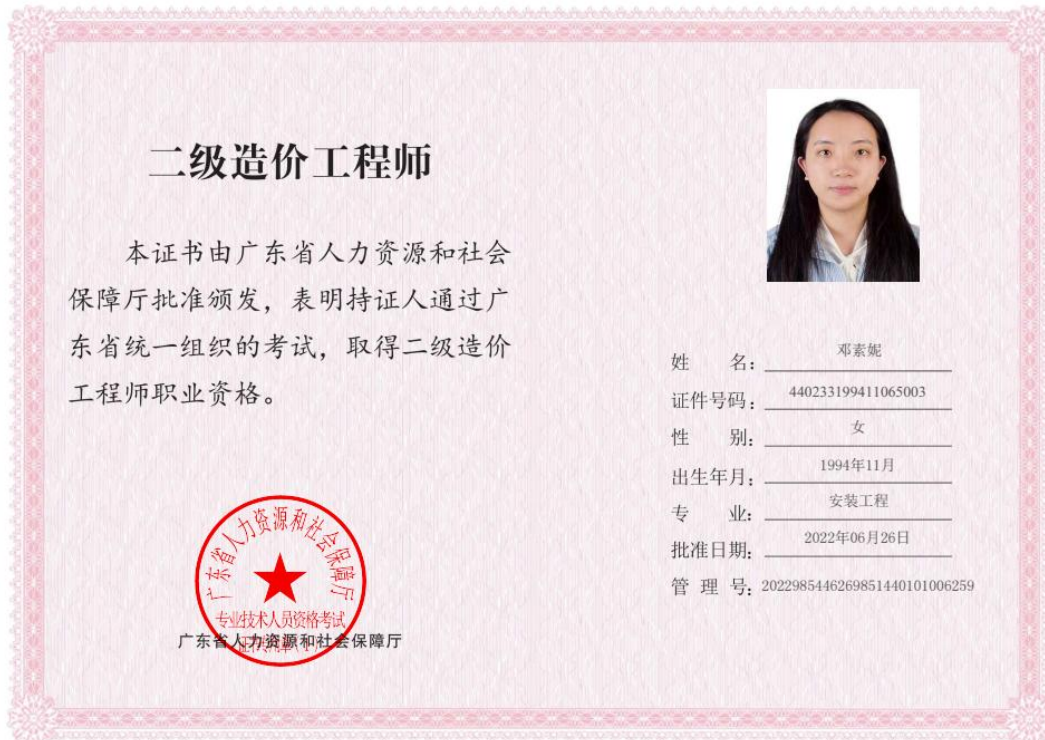 二级造价工程师
本证书由广东省人力资源和社会
保障厅批准颁发，表明持证人通过广
东省统一组织的考试，取得二级造价
工程师职业资格。
广东省人力资源和社会保障厅
专业技术人员资格考试
广东省人力资源和社会保障厅
姓 名：邓素妮
证件号码：440233199411065003
性 别：女
出生年月：1994年11月
专 业：安装工程
批准日期：2022年06月26日
管 理 号：2022985446269851440101006259